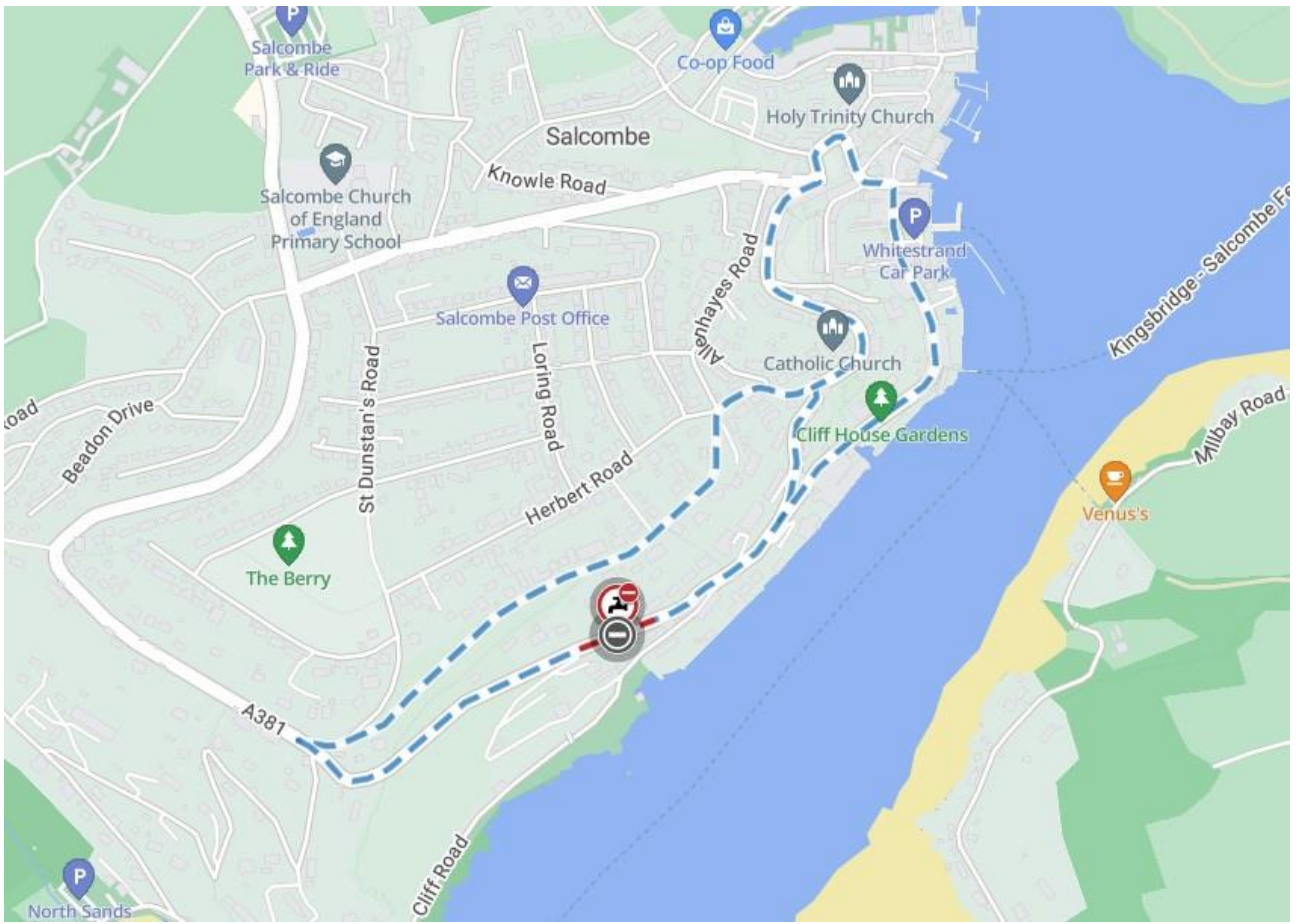 Salcombe
Park & Ride
P
Co-op Food
Holy Trinity Church
Salcombe
Knowle Road
Salcombe Church
of England
Primary School
P
Whitestrand
Car Park
Kingsbridge - Salcombe Fe
Salcombe Post Office
Allenhayes Road
Catholic Church
Loring Road
St Dunstan's Road
Cliff House Gardens
Millbay Road
oad
Beadon Drive
Herbert Road
Venus's
The Berry
A381
Cliff Road
P
North Sands